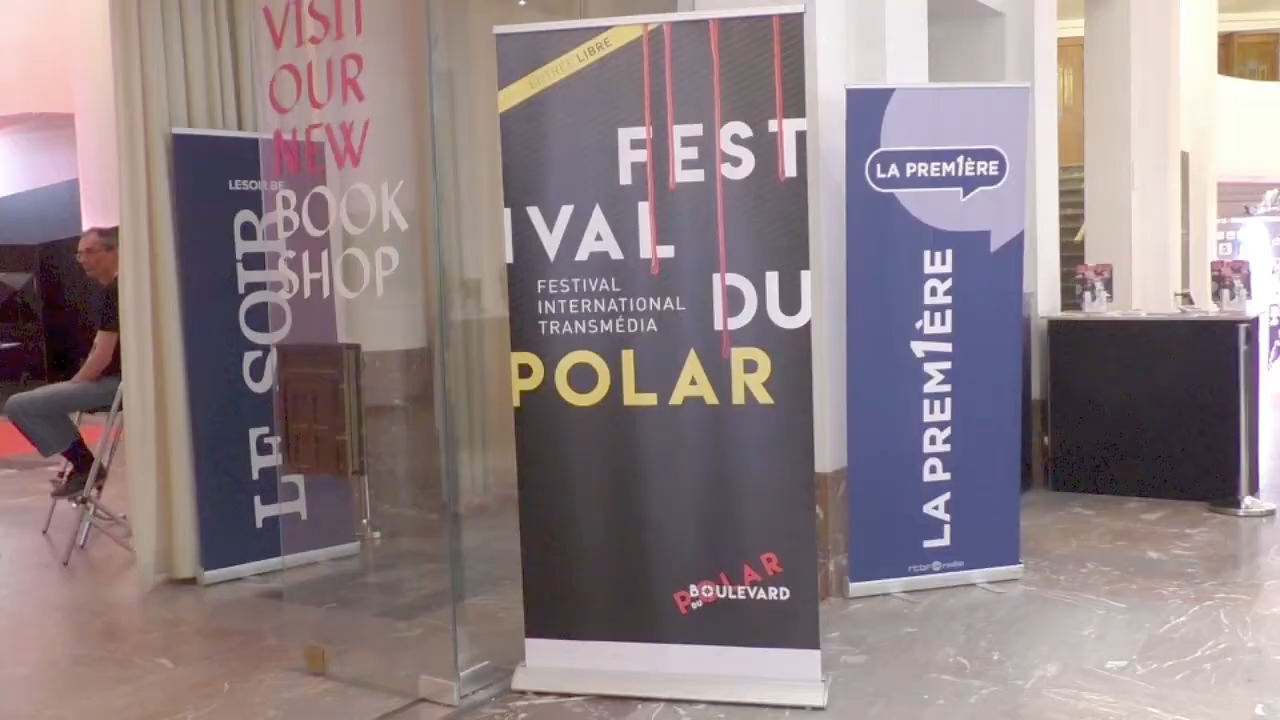 VISIT
OUR
NEW
BOOK
SHOP
LESOIR.BE
LE SOIR
ENTRÉE LIBRE
FEST
IVAL
DU
FESTIVAL
INTERNATIONAL
TRANSMÉDIA
POLAR
BOULEVARD
DU
POLAR
LA PREM1ÈRE
LA PREM1ÈRE
rtbf radio